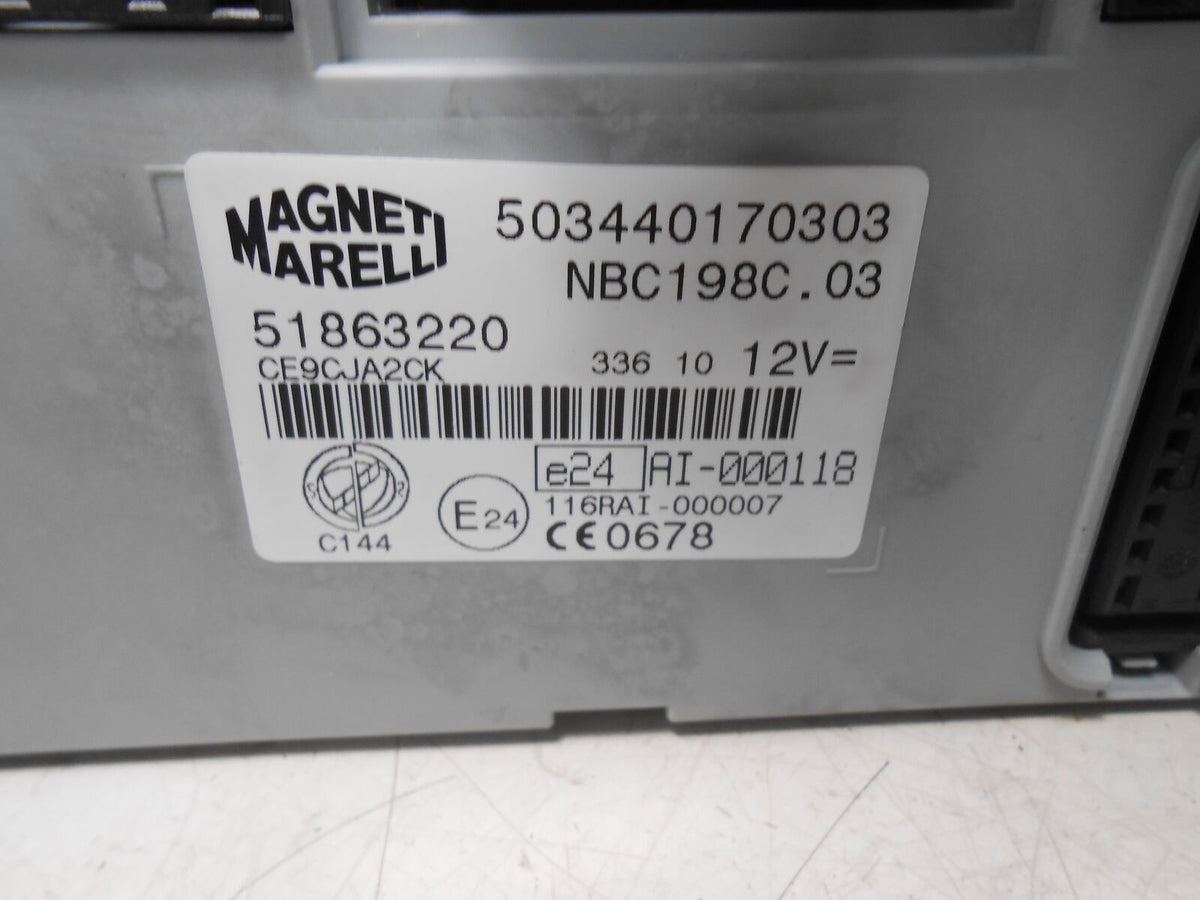 MAGNETI
MARELLI
503440170303
NBC198C.03
51863220
CE9CJA2CK
336 10 12V=
e24 AI-000118
E24
116RAI-000007
CE0678
C144